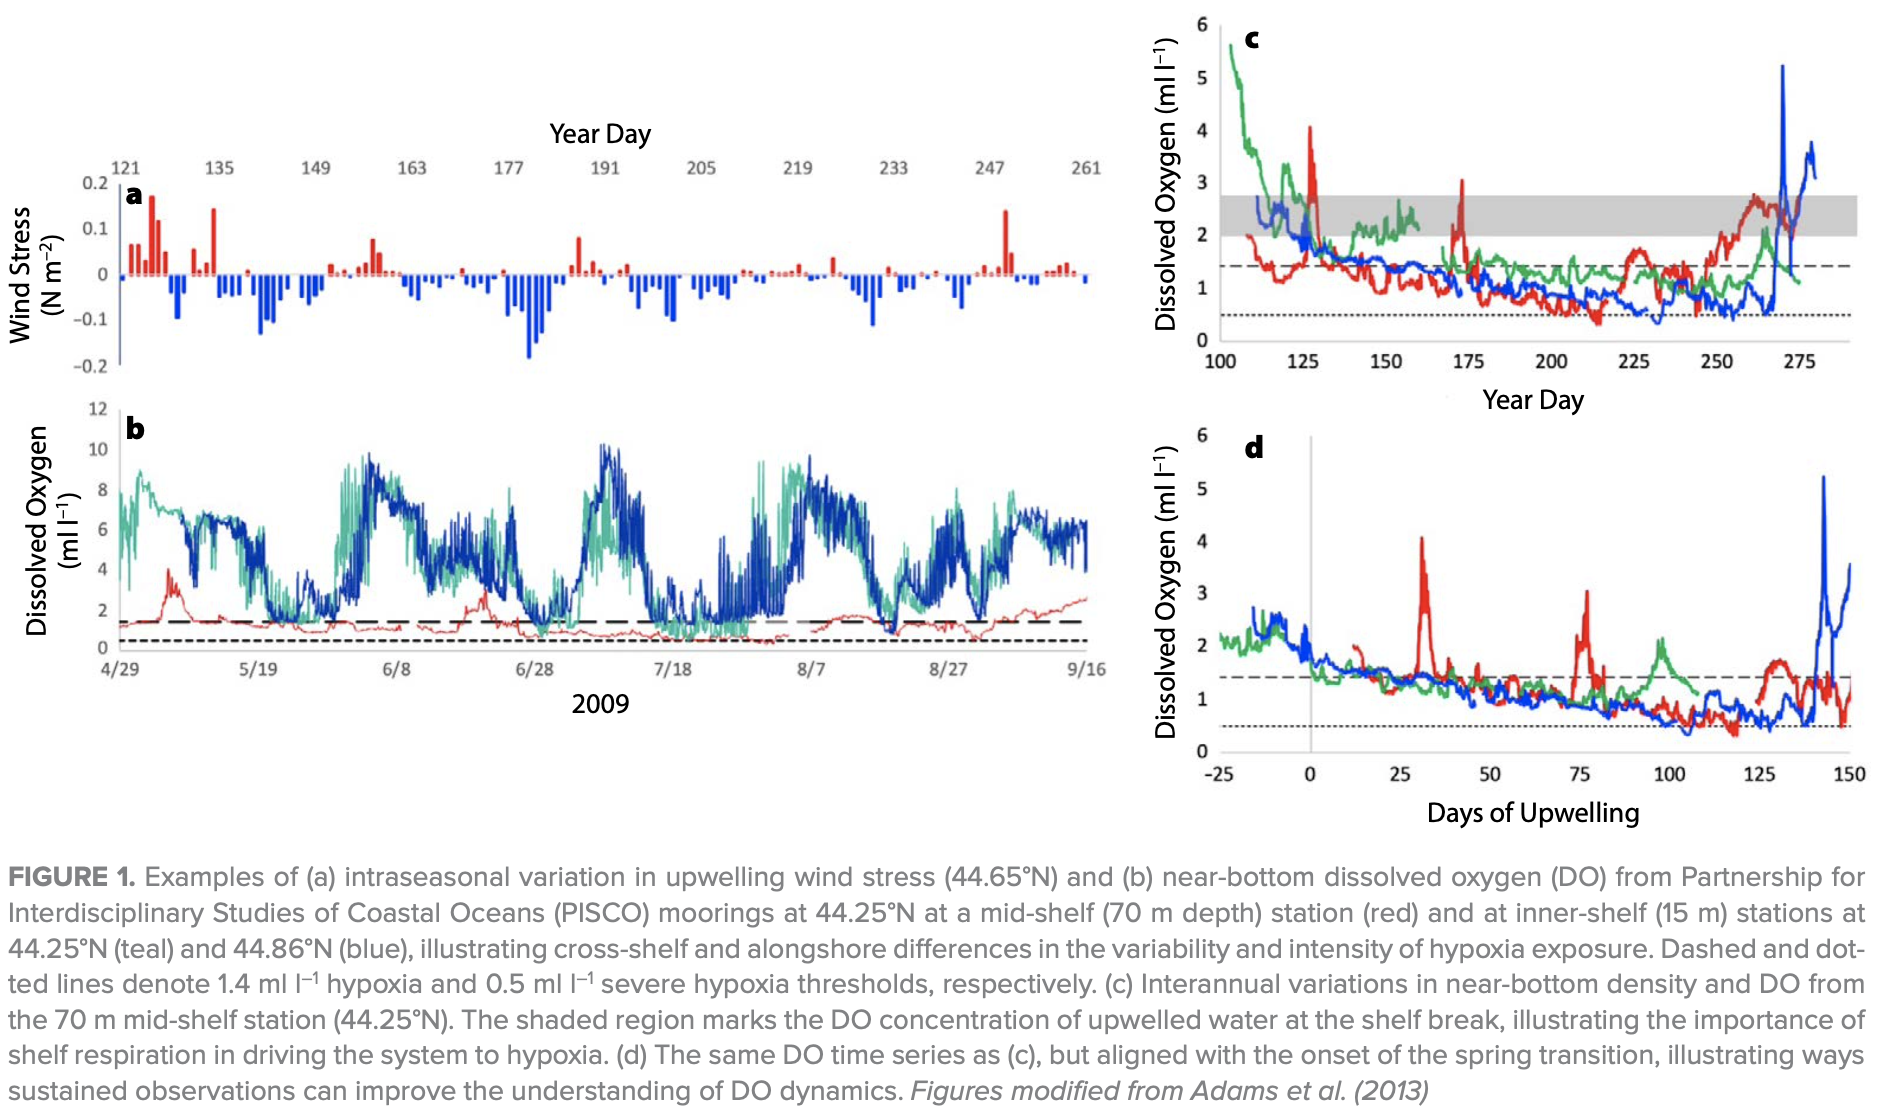 Year Day
121 135 149 163 177 191 205 219 233 247 261
a
Wind Stress
(N m⁻²)
0.2
0.1
0
−0.1
−0.2
b
Dissolved Oxygen
(ml l⁻¹)
12
10
8
6
4
2
0
4/29 5/19 6/8 6/28 7/18 8/7 8/27 9/16
2009
c
Dissolved Oxygen (ml l⁻¹)
6
5
4
3
2
1
0
100 125 150 175 200 225 250 275
Year Day
d
Dissolved Oxygen (ml l⁻¹)
6
5
4
3
2
1
0
−25 0 25 50 75 100 125 150
Days of Upwelling
FIGURE 1. Examples of (a) intraseasonal variation in upwelling wind stress (44.65°N) and (b) near-bottom dissolved oxygen (DO) from Partnership for
Interdisciplinary Studies of Coastal Oceans (PISCO) moorings at 44.25°N at a mid-shelf (70 m depth) station (red) and at inner-shelf (15 m) stations at
44.25°N (teal) and 44.86°N (blue), illustrating cross-shelf and alongshore differences in the variability and intensity of hypoxia exposure. Dashed and dot-
ted lines denote 1.4 ml l⁻¹ hypoxia and 0.5 ml l⁻¹ severe hypoxia thresholds, respectively. (c) Interannual variations in near-bottom density and DO from
the 70 m mid-shelf station (44.25°N). The shaded region marks the DO concentration of upwelled water at the shelf break, illustrating the importance of
shelf respiration in driving the system to hypoxia. (d) The same DO time series as (c), but aligned with the onset of the spring transition, illustrating ways
sustained observations can improve the understanding of DO dynamics. Figures modified from Adams et al. (2013)